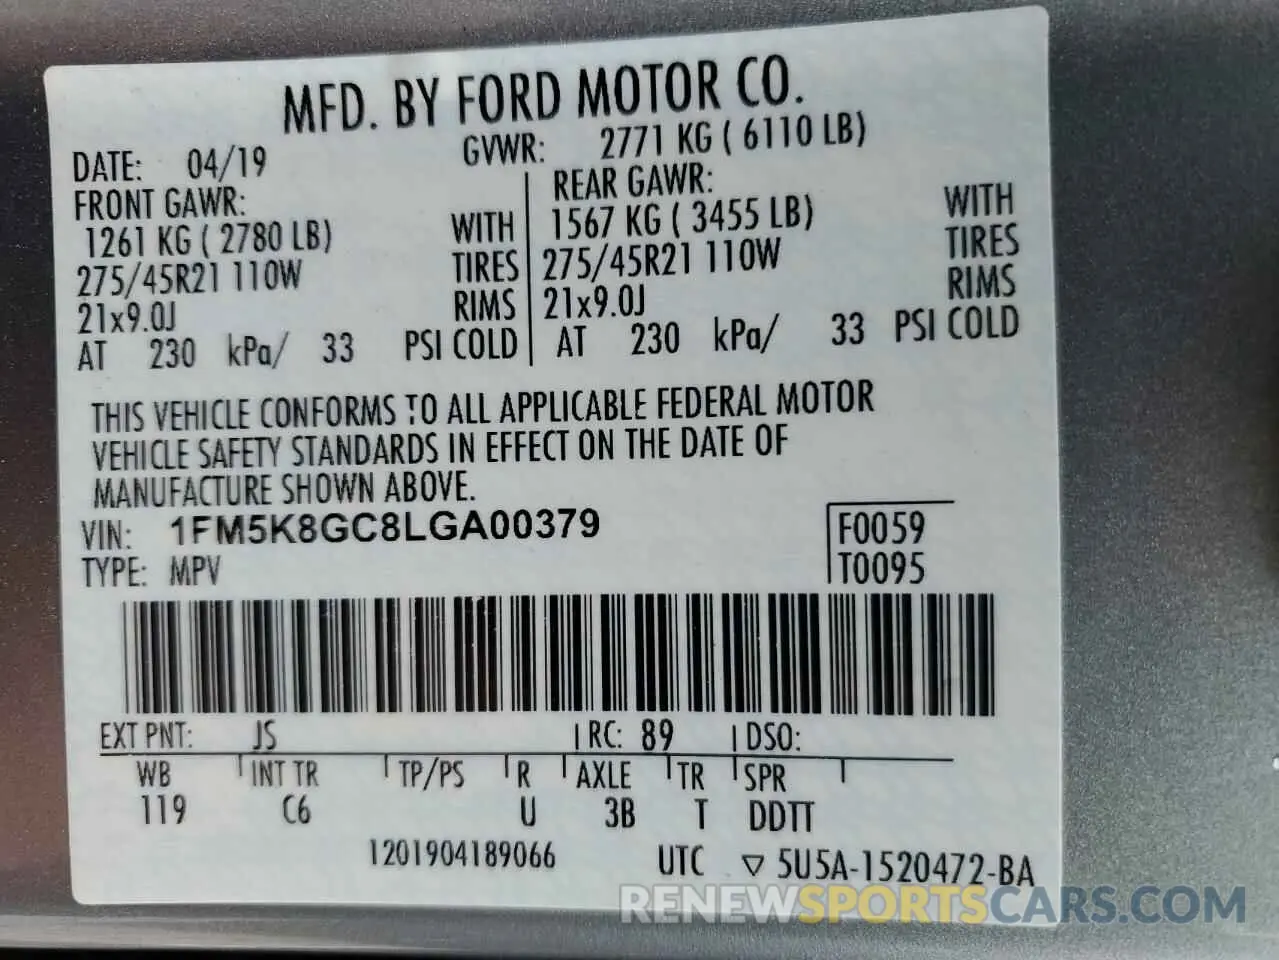 MFD. BY FORD MOTOR CO.
DATE: 04/19 GVWR: 2771 KG ( 6110 LB)
FRONT GAWR: REAR GAWR:
1261 KG ( 2780 LB) WITH 1567 KG ( 3455 LB) WITH
275/45R21 110W TIRES 275/45R21 110W TIRES
21x9.0J RIMS 21x9.0J RIMS
AT 230 kPa/ 33 PSI COLD AT 230 kPa/ 33 PSI COLD
THIS VEHICLE CONFORMS TO ALL APPLICABLE FEDERAL MOTOR
VEHICLE SAFETY STANDARDS IN EFFECT ON THE DATE OF
MANUFACTURE SHOWN ABOVE.
VIN: 1FM5K8GC8LGA00379 F0059
TYPE: MPV T0095
EXT PNT: JS RC: 89 DSO:
WB INT TR TP/PS R AXLE TR SPR
119 C6 U 3B T DDTT
1201904189066 UTC ▽ 5U5A-1520472-BA
RENEWSPORTSCARS.COM